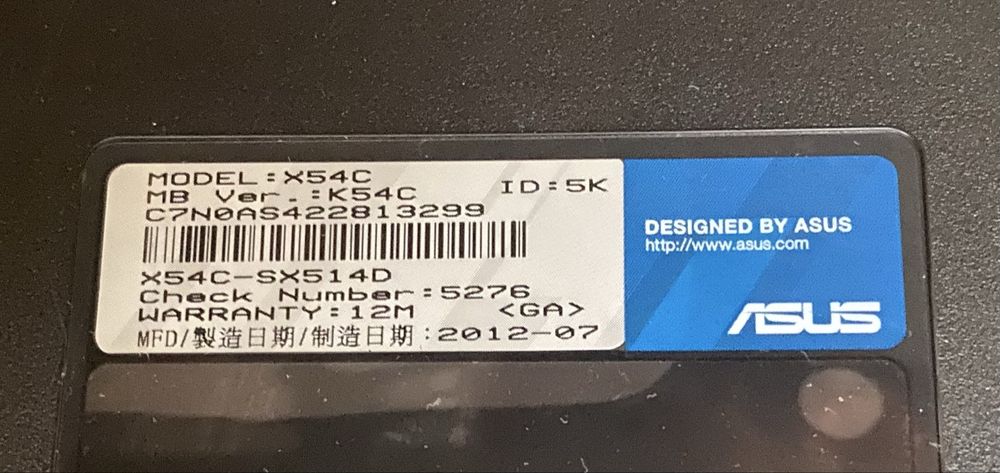 MODEL:X54C
MB Ver.:K54C
ID:5K
C7N0AS422813299
X54C-SX514D
Check Number:5276
WARRANTY:12M <GA>
MFD/製造日期/制造日期:2012-07
DESIGNED BY ASUS
http://www.asus.com
ASUS